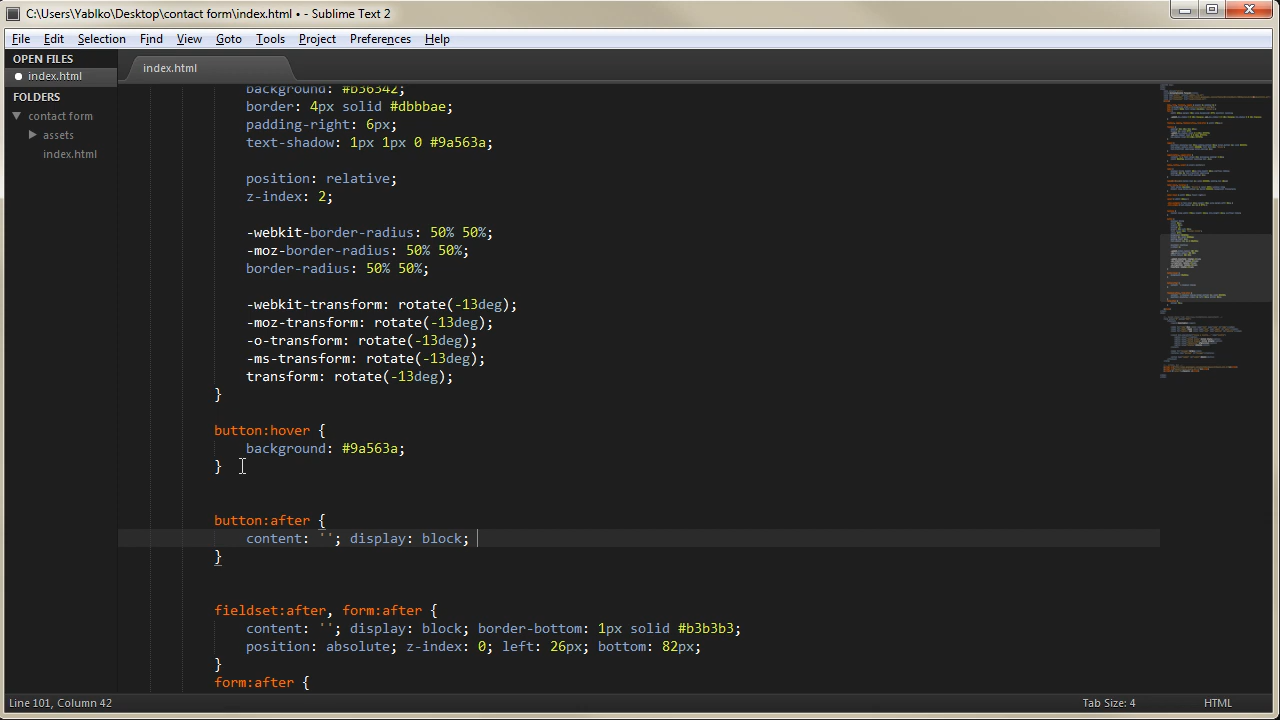 C:\Users\Yablko\Desktop\contact form\index.html • - Sublime Text 2
File Edit Selection Find View Goto Tools Project Preferences Help
OPEN FILES
index.html
FOLDERS
contact form
assets
index.html
index.html
background: #b36342;
border: 4px solid #dbbbae;
padding-right: 6px;
text-shadow: 1px 1px 0 #9a563a;
position: relative;
z-index: 2;
-webkit-border-radius: 50% 50%;
-moz-border-radius: 50% 50%;
border-radius: 50% 50%;
-webkit-transform: rotate(-13deg);
-moz-transform: rotate(-13deg);
-o-transform: rotate(-13deg);
-ms-transform: rotate(-13deg);
transform: rotate(-13deg);
}
button:hover {
background: #9a563a;
}
button:after {
content: ''; display: block;
}
fieldset:after, form:after {
content: ''; display: block; border-bottom: 1px solid #b3b3b3;
position: absolute; z-index: 0; left: 26px; bottom: 82px;
}
form:after {
Line 101, Column 42
Tab Size: 4
HTML